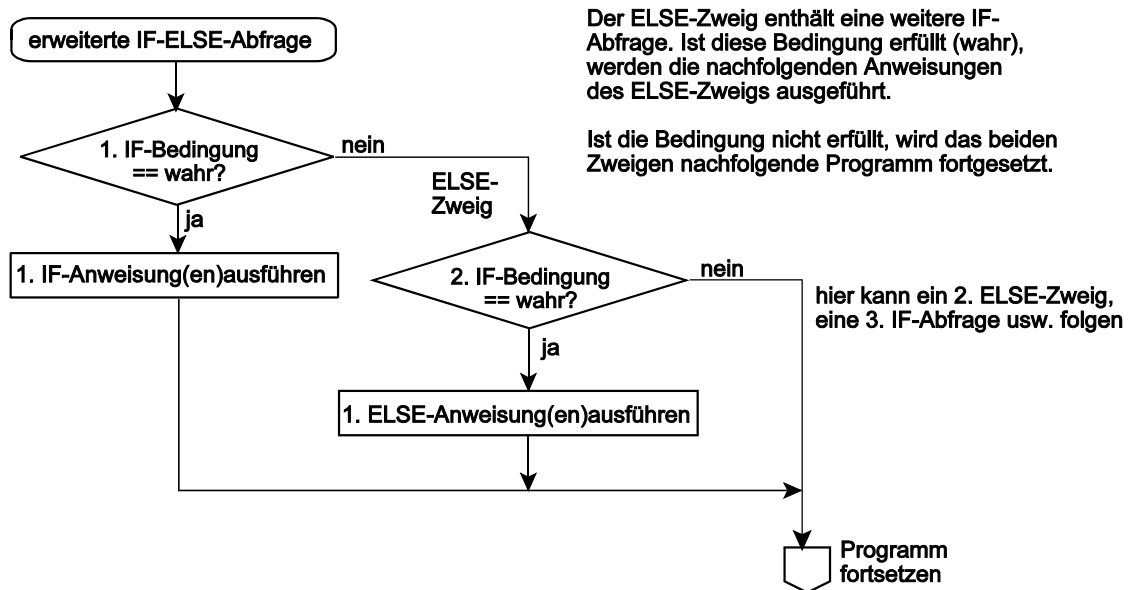 erweiterte IF-ELSE-Abfrage
Der ELSE-Zweig enthält eine weitere IF-
Abfrage. Ist diese Bedingung erfüllt (wahr),
werden die nachfolgenden Anweisungen
des ELSE-Zweigs ausgeführt.
Ist die Bedingung nicht erfüllt, wird das beiden
Zweigen nachfolgende Programm fortgesetzt.
1. IF-Bedingung
== wahr?
nein
ELSE-
Zweig
ja
1. IF-Anweisung(en)ausführen
2. IF-Bedingung
== wahr?
nein
hier kann ein 2. ELSE-Zweig,
eine 3. IF-Abfrage usw. folgen
ja
1. ELSE-Anweisung(en)ausführen
Programm
fortsetzen